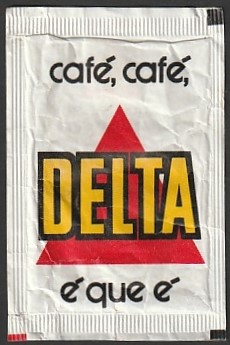 café, café,
DELTA
é que é